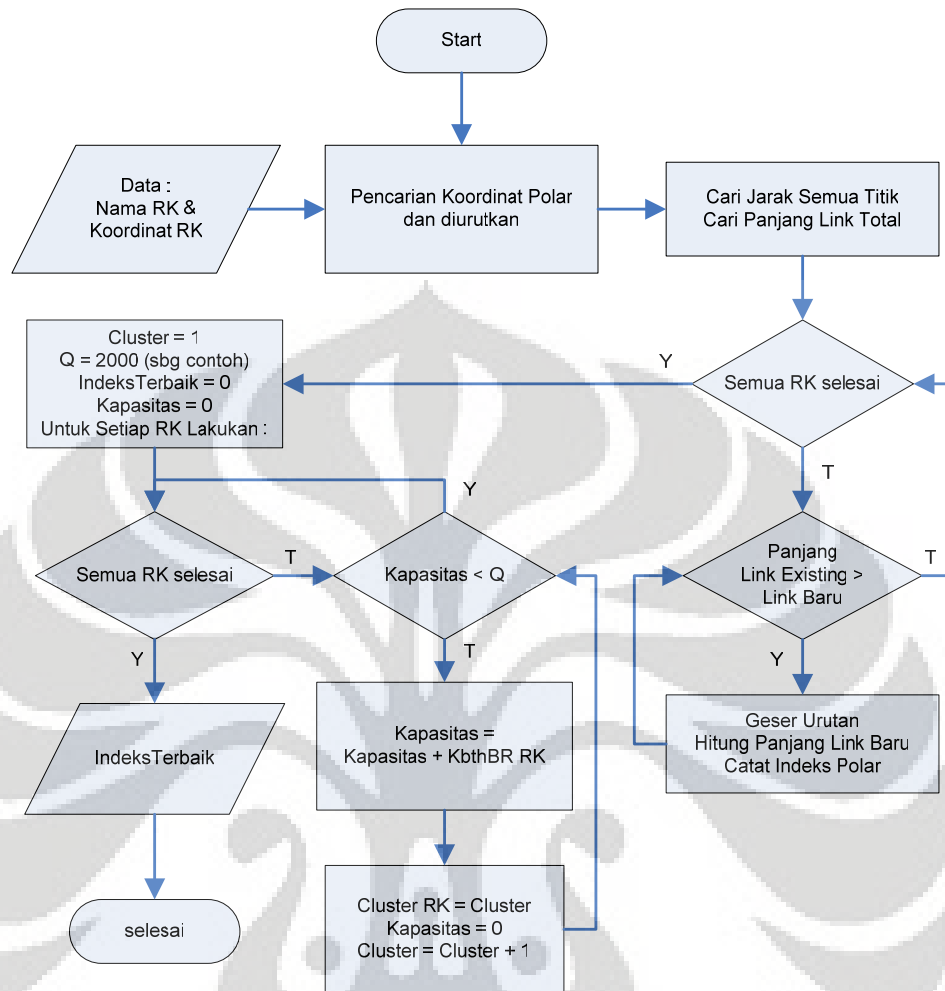 Start
Data :
Nama RK &
Koordinat RK
Pencarian Koordinat Polar
dan diurutkan
Cari Jarak Semua Titik
Cari Panjang Link Total
Cluster = 1
Q = 2000 (sbg contoh)
IndeksTerbaik = 0
Kapasitas = 0
Untuk Setiap RK Lakukan :
Y
Semua RK selesai
T
Y
Semua RK selesai
T
Kapasitas < Q
Panjang
Link Existing >
Link Baru
T
Y
T
Y
IndeksTerbaik
Kapasitas =
Kapasitas + KbthBR RK
Geser Urutan
Hitung Panjang Link Baru
Catat Indeks Polar
selesai
Cluster RK = Cluster
Kapasitas = 0
Cluster = Cluster + 1